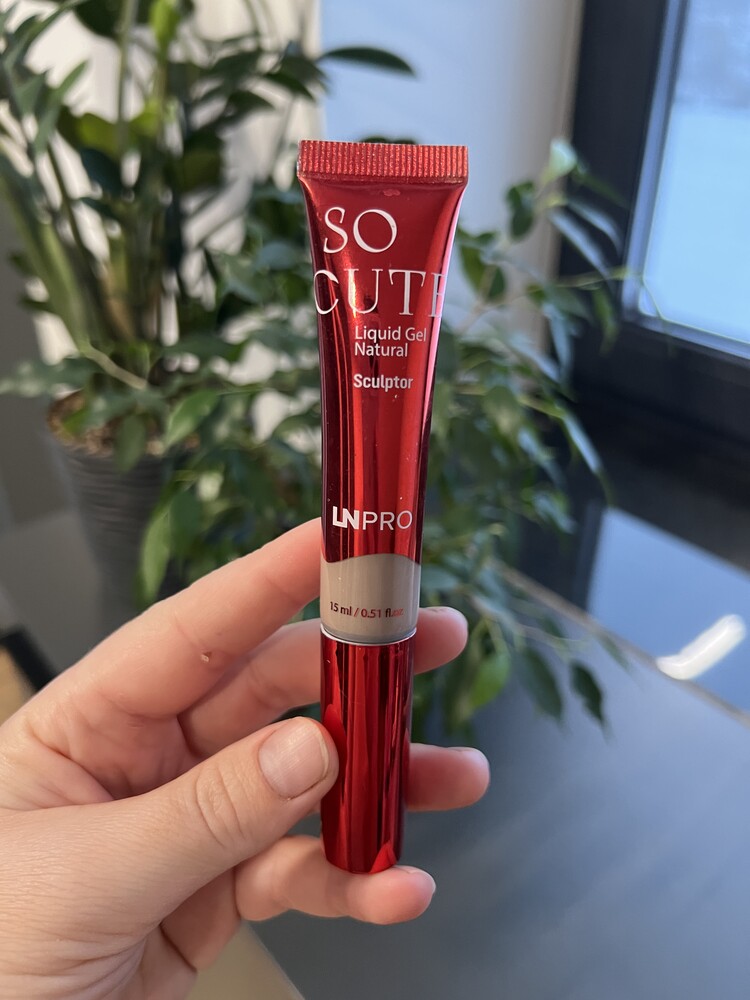 SO
CUTE
Liquid Gel
Natural
Sculptor
LNPRO
15 ml / 0.51 fl.oz